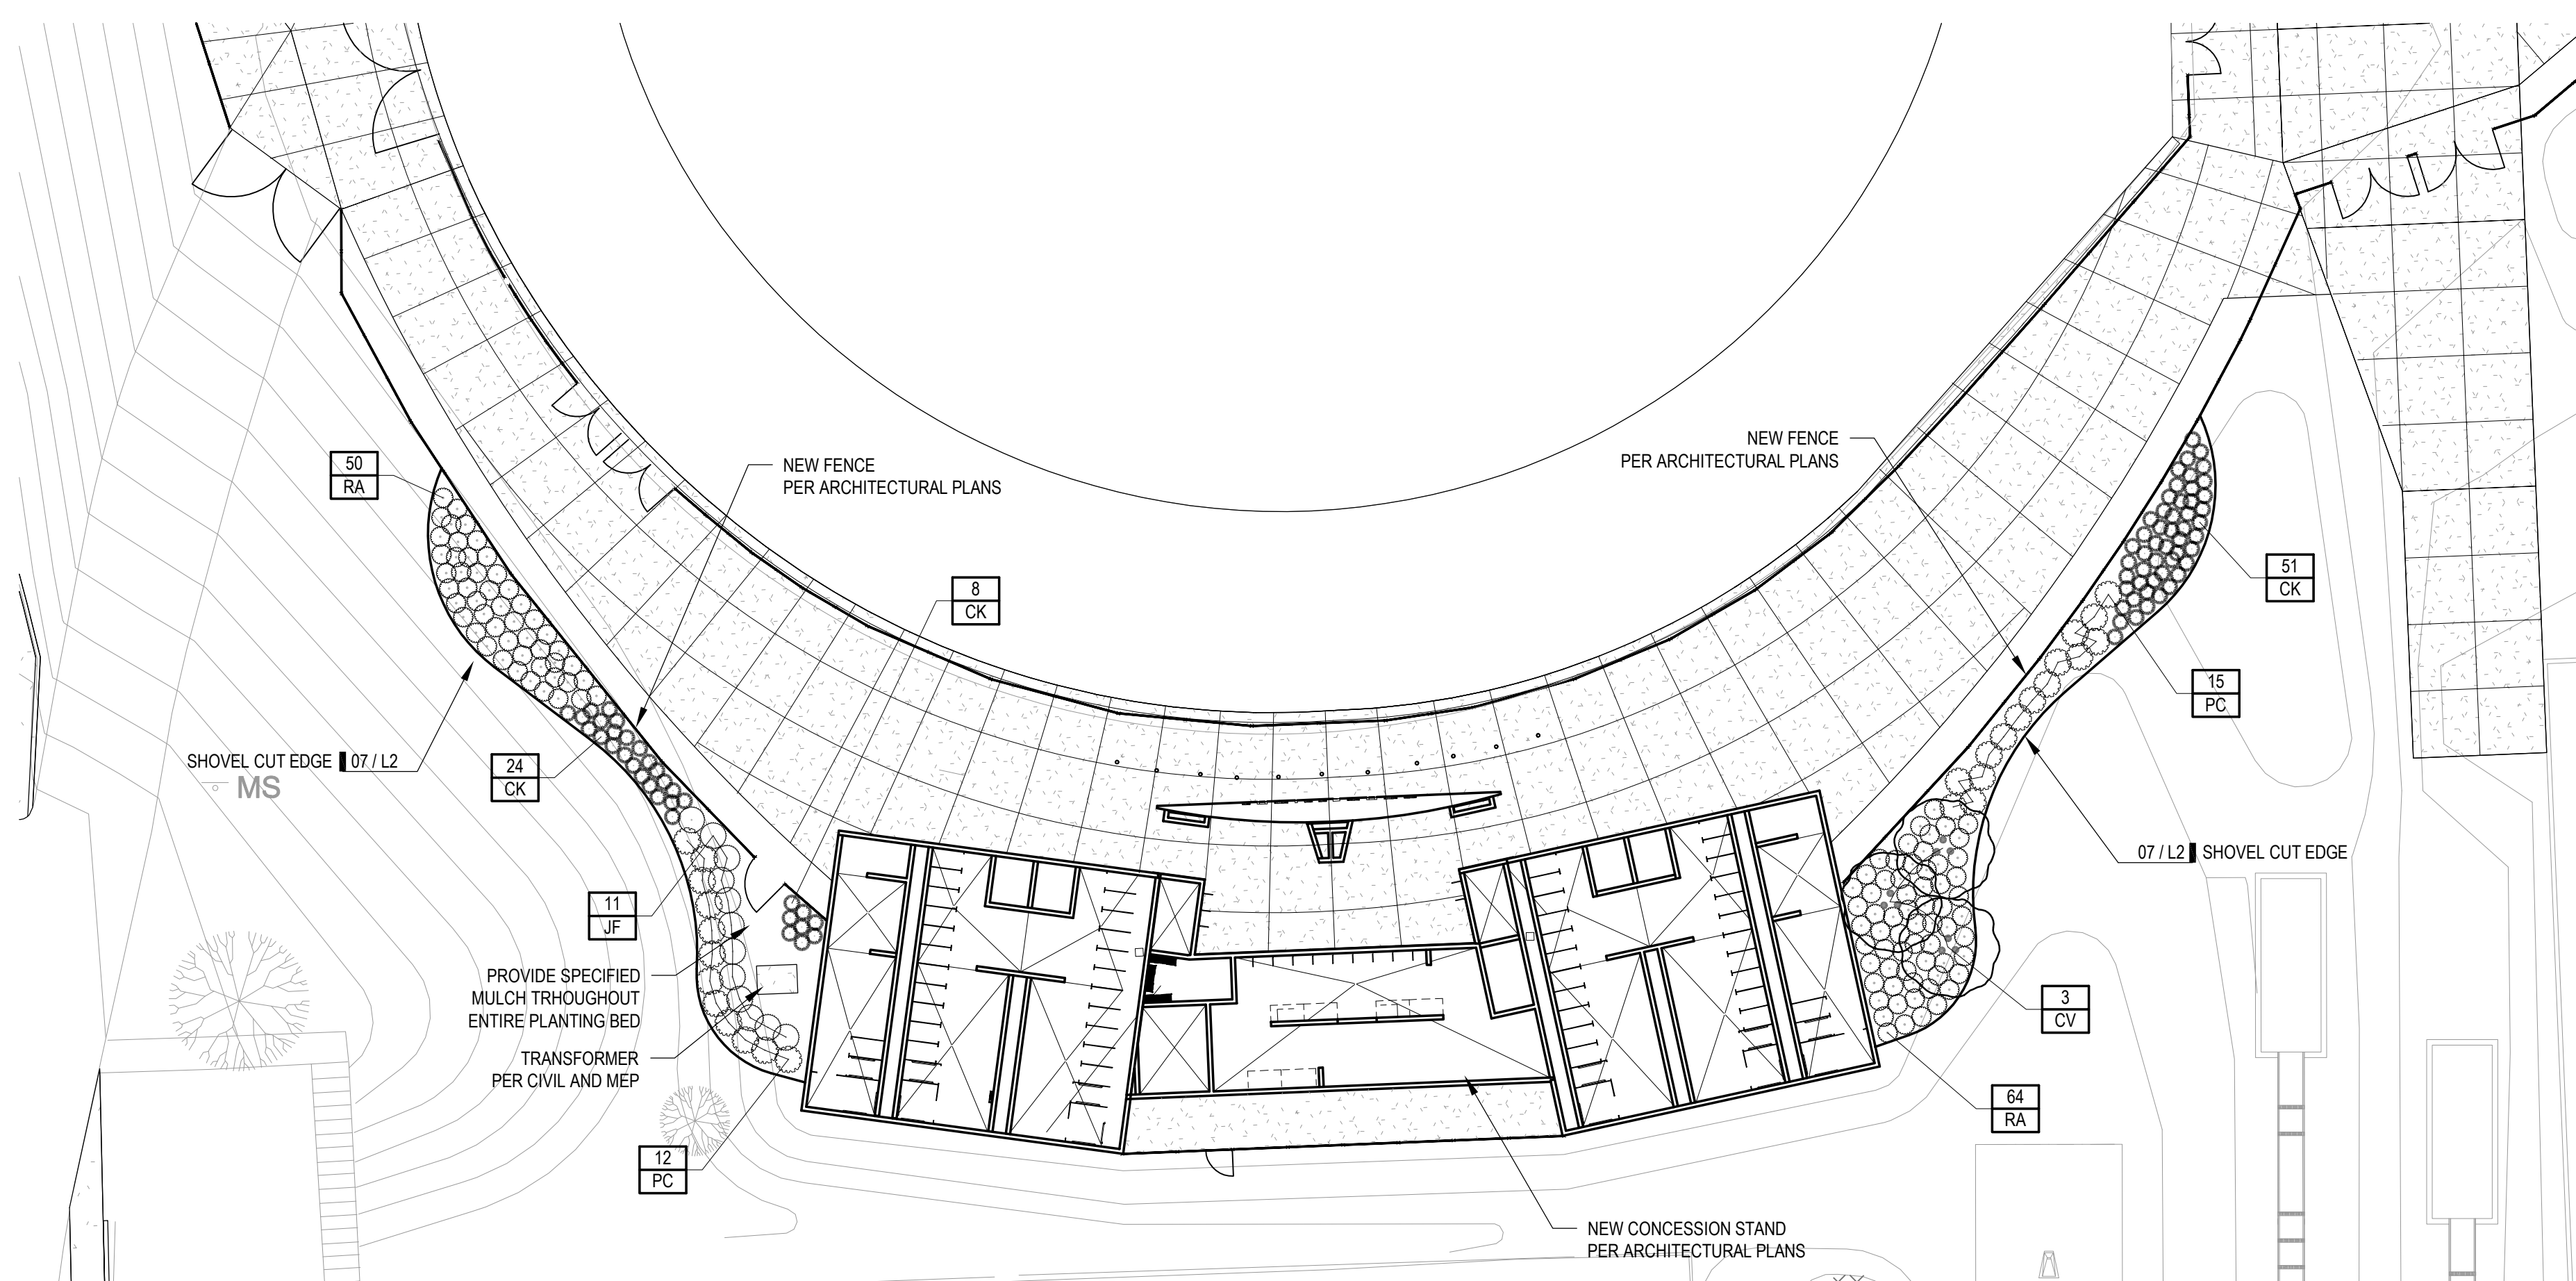 NEW FENCE
PER ARCHITECTURAL PLANS
NEW FENCE
PER ARCHITECTURAL PLANS
50
RA
8
CK
51
CK
15
PC
SHOVEL CUT EDGE 07 / L2
MS
24
CK
07 / L2 SHOVEL CUT EDGE
11
JF
PROVIDE SPECIFIED
MULCH TRHOUGHOUT
ENTIRE PLANTING BED
TRANSFORMER
PER CIVIL AND MEP
3
CV
64
RA
12
PC
NEW CONCESSION STAND
PER ARCHITECTURAL PLANS